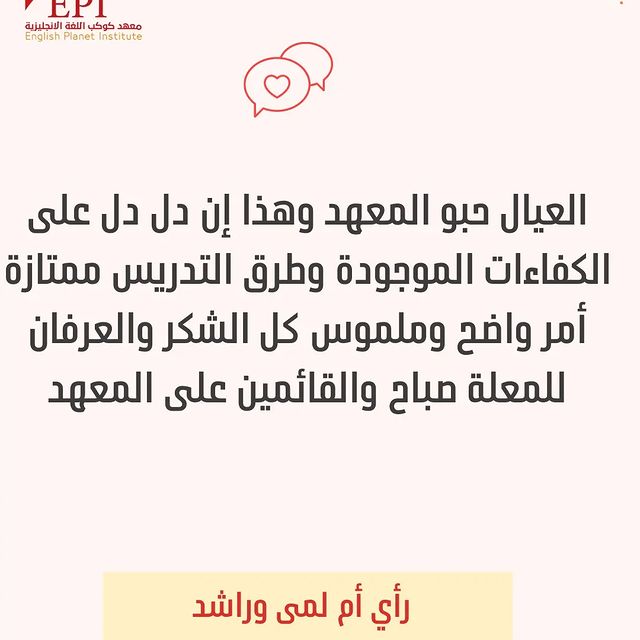 EPI
معهد كوكب اللغة الانجليزية
English Planet Institute
العيال حبو المعهد وهذا إن دل دل على
الكفاءات الموجودة وطرق التدريس ممتازة
أمر واضح وملموس كل الشكر والعرفان
للمعلة صباح والقائمين على المعهد
رأي أم لمى وراشد